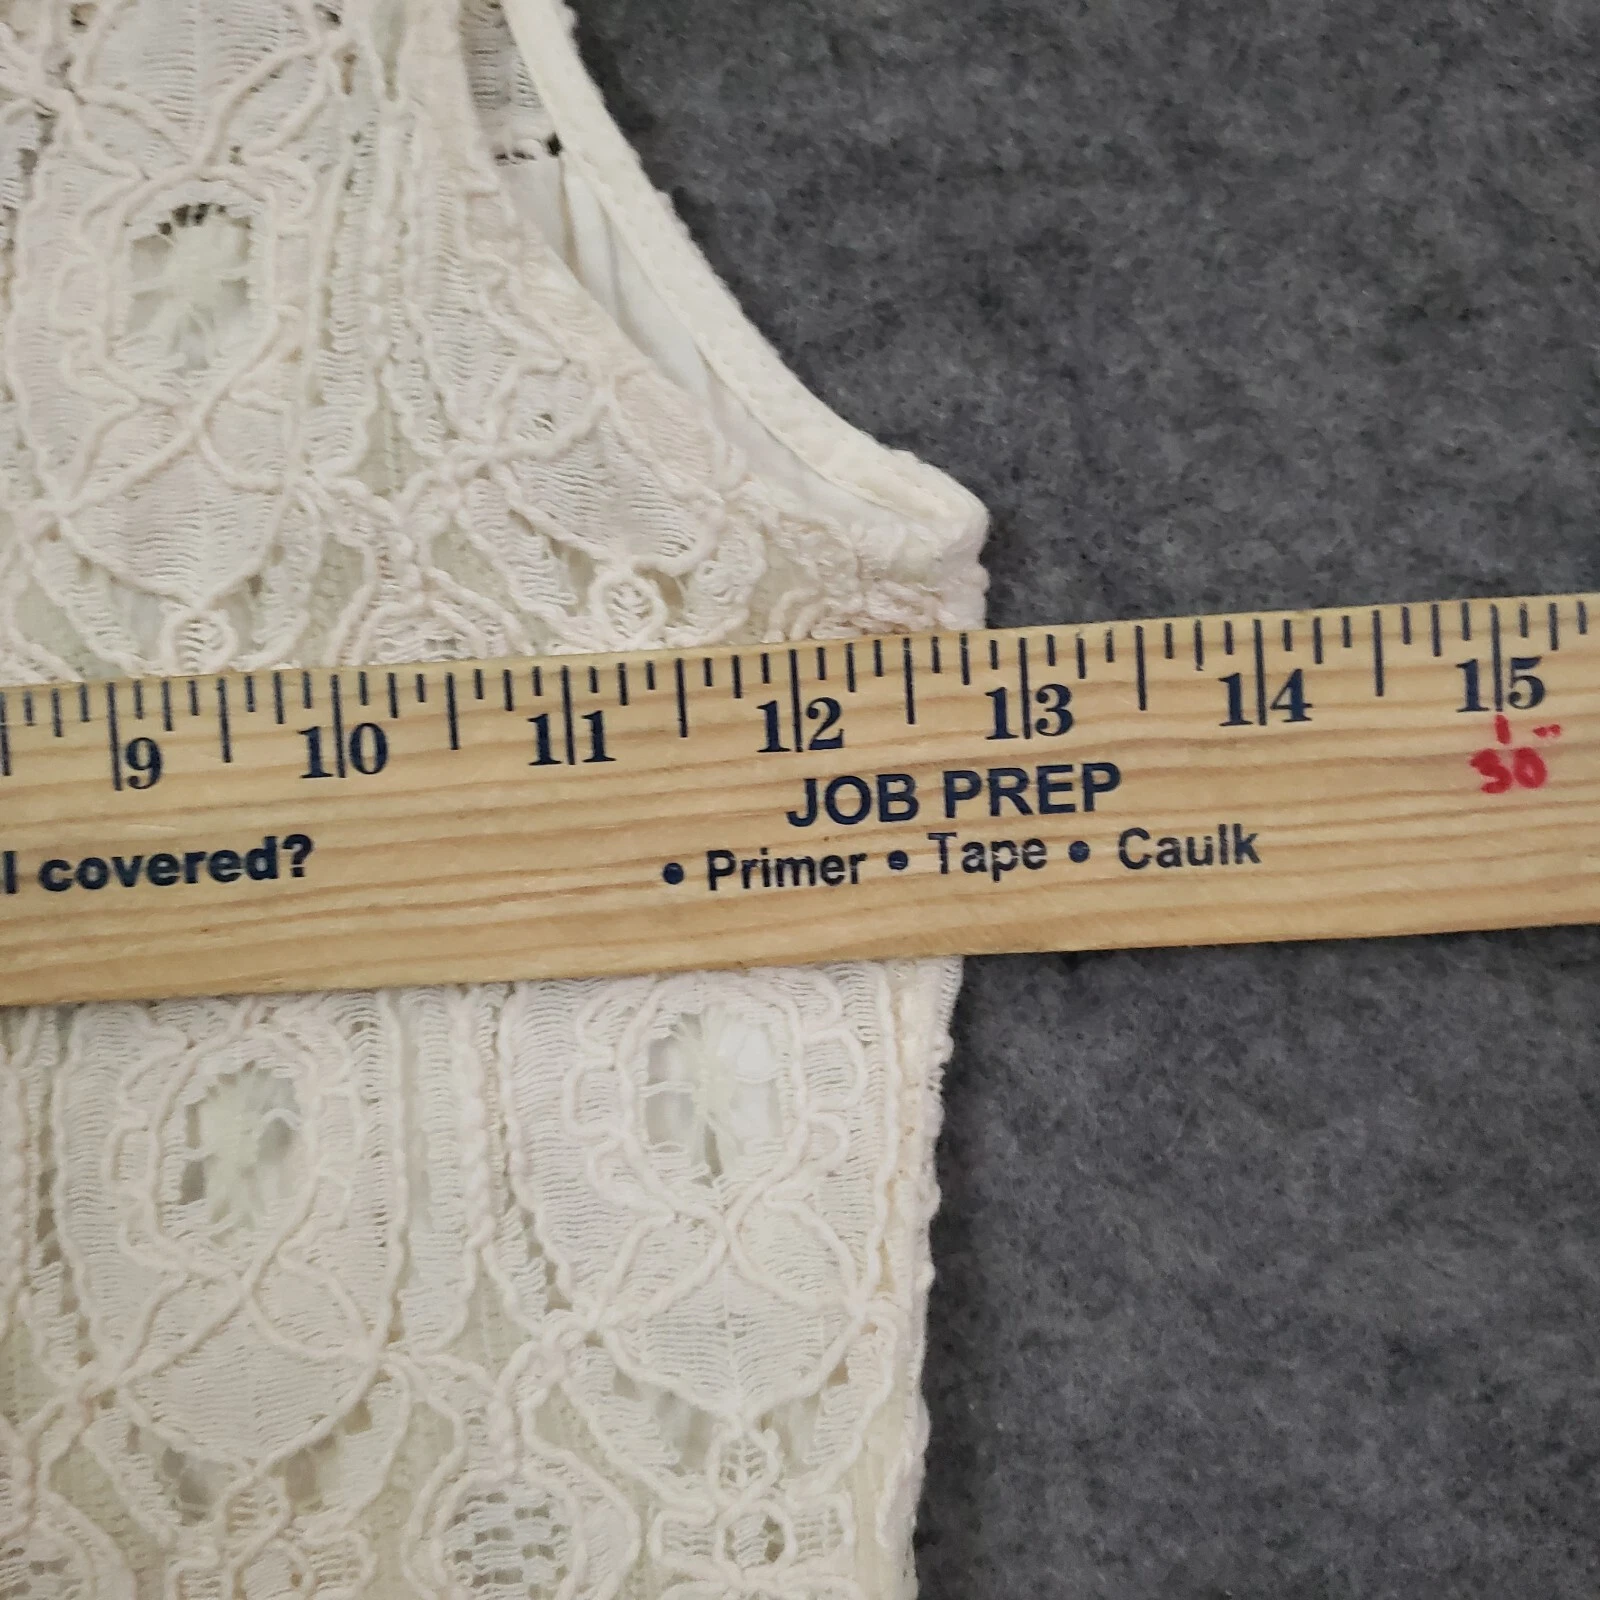 9 10 11 12 13 14 15
30
JOB PREP
l covered?
• Primer • Tape • Caulk